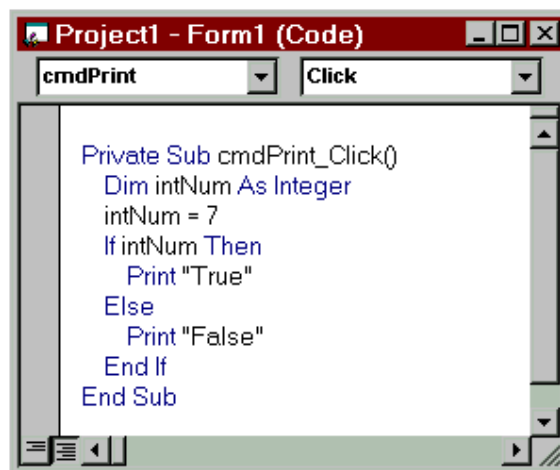 Project1 - Form1 (Code)
cmdPrint Click
Private Sub cmdPrint_Click()
Dim intNum As Integer
intNum = 7
If intNum Then
Print "True"
Else
Print "False"
End If
End Sub